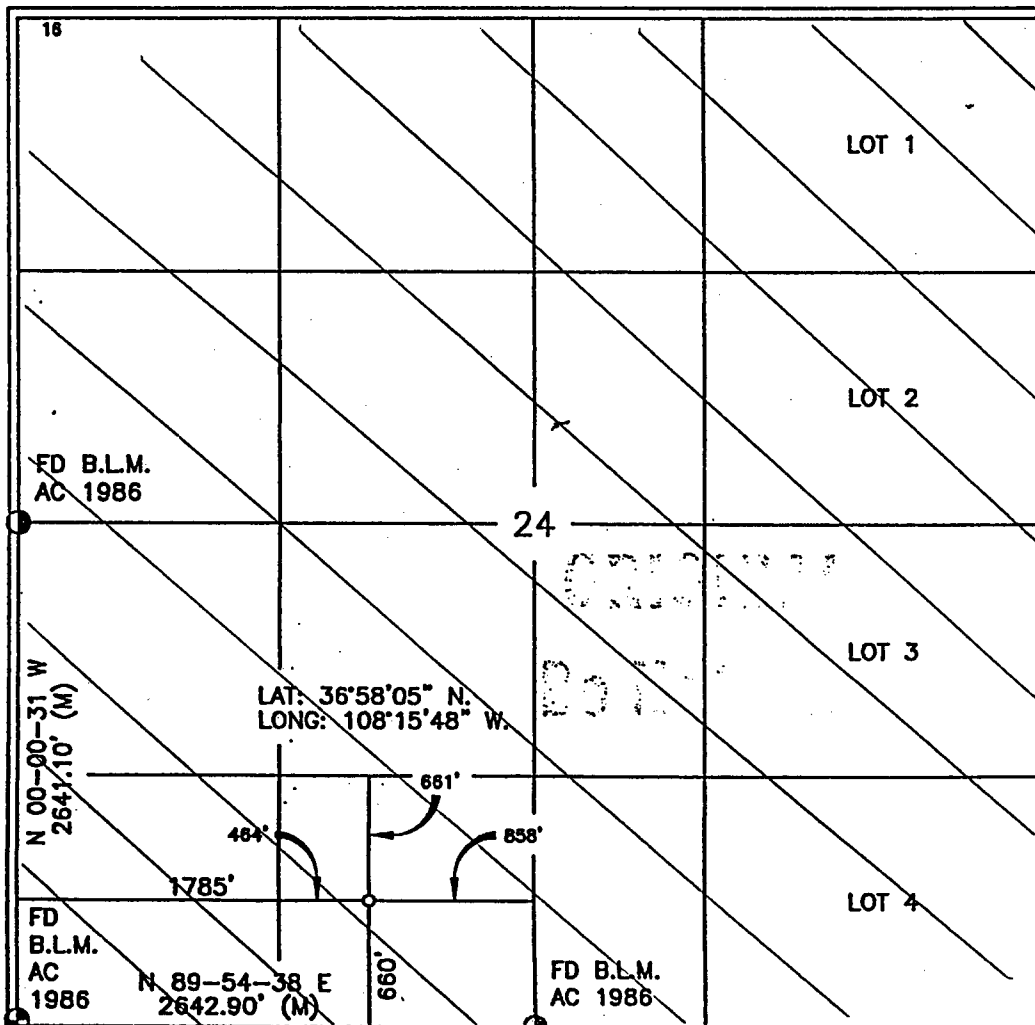 16
LOT 1
LOT 2
FD B.L.M.
AC 1986
24
LOT 3
N 00-00-31 W
2641.10' (M)
LAT: 36°58'05" N.
LONG: 108°15'48" W.
661'
464'
858'
1785'
LOT 4
FD
B.L.M.
AC
1986
N 89-54-38 E
2642.90' (M)
660'
FD B.L.M.
AC 1986